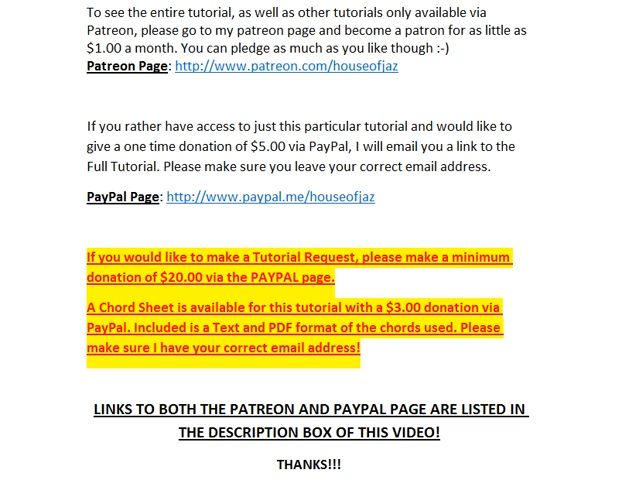 To see the entire tutorial, as well as other tutorials only available via
Patreon, please go to my patreon page and become a patron for as little as
$1.00 a month. You can pledge as much as you like though :-)
Patreon Page: http://www.patreon.com/houseofjaz
If you rather have access to just this particular tutorial and would like to
give a one time donation of $5.00 via PayPal, I will email you a link to the
Full Tutorial. Please make sure you leave your correct email address.
PayPal Page: http://www.paypal.me/houseofjaz
If you would like to make a Tutorial Request, please make a minimum
donation of $20.00 via the PAYPAL page.
A Chord Sheet is available for this tutorial with a $3.00 donation via
PayPal. Included is a Text and PDF format of the chords used. Please
make sure I have your correct email address!
LINKS TO BOTH THE PATREON AND PAYPAL PAGE ARE LISTED IN
THE DESCRIPTION BOX OF THIS VIDEO!
THANKS!!!